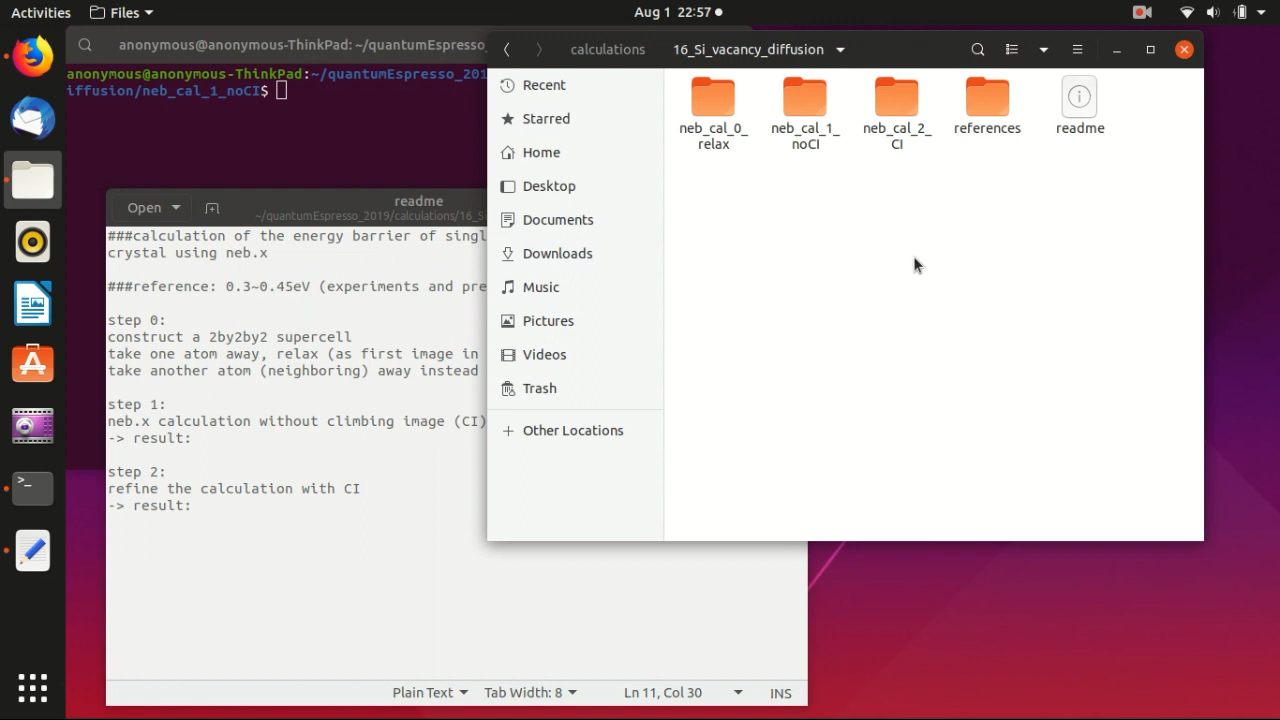 Activities
Files
Aug 1 22:57
anonymous@anonymous-ThinkPad: ~/quantumEspresso_
anonymous@anonymous-ThinkPad:~/quantumEspresso_201
iffusion/neb_cal_1_noCI$
calculations
16_Si_vacancy_diffusion
Recent
Starred
Home
Desktop
Documents
Downloads
Music
Pictures
Videos
Trash
Other Locations
neb_cal_0_
relax
neb_cal_1_
noCI
neb_cal_2_
CI
references
readme
Open
readme
~/quantumEspresso_2019/calculations/16_Si
###calculation of the energy barrier of singl
crystal using neb.x
###reference: 0.3~0.45eV (experiments and pre
step 0:
construct a 2by2by2 supercell
take one atom away, relax (as first image in
take another atom (neighboring) away instead
step 1:
neb.x calculation without climbing image (CI)
-> result:
step 2:
refine the calculation with CI
-> result:
Plain Text
Tab Width: 8
Ln 11, Col 30
INS